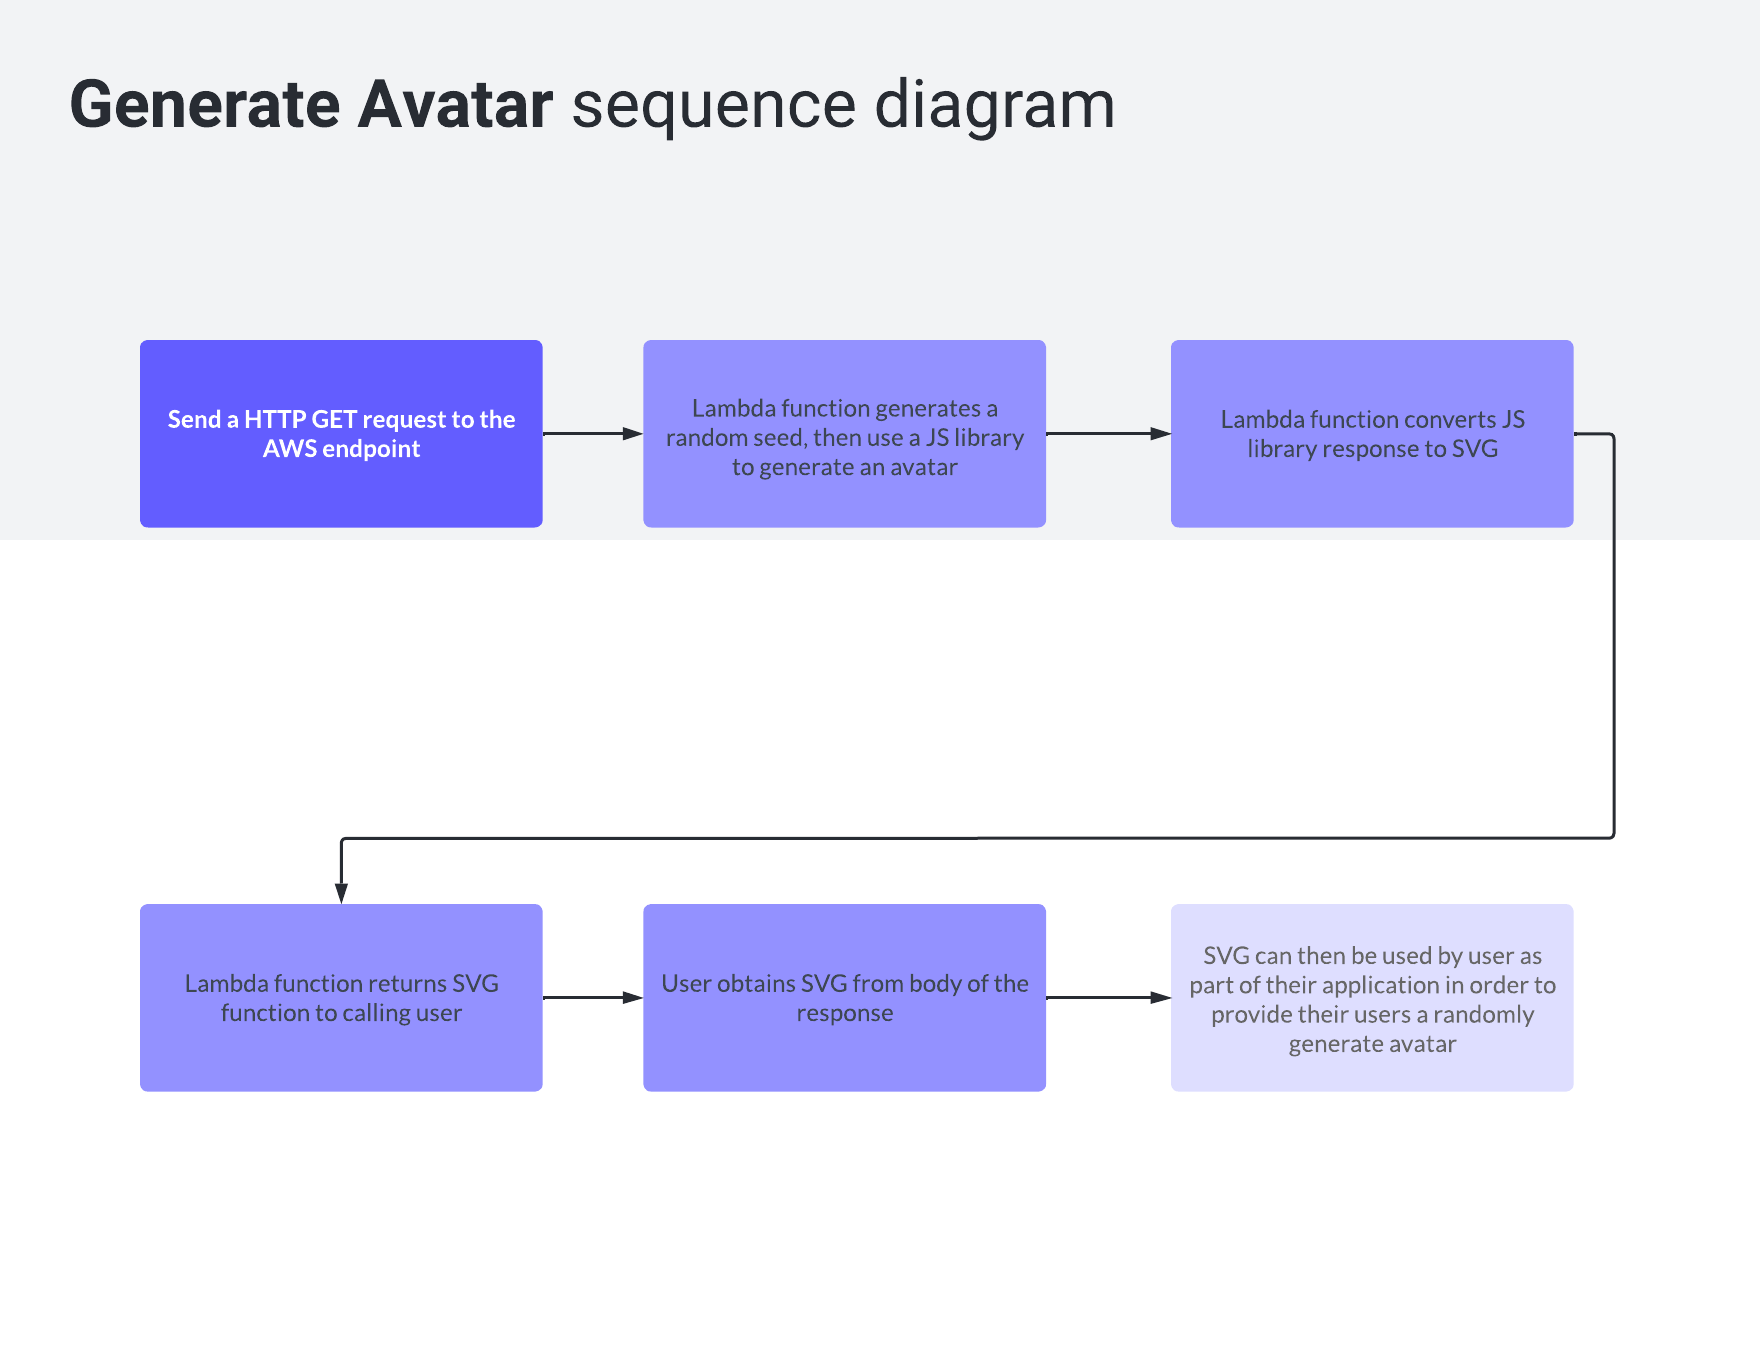 Generate Avatar sequence diagram
Send a HTTP GET request to the
AWS endpoint
Lambda function generates a
random seed, then use a JS library
to generate an avatar
Lambda function converts JS
library response to SVG
Lambda function returns SVG
function to calling user
User obtains SVG from body of the
response
SVG can then be used by user as
part of their application in order to
provide their users a randomly
generate avatar